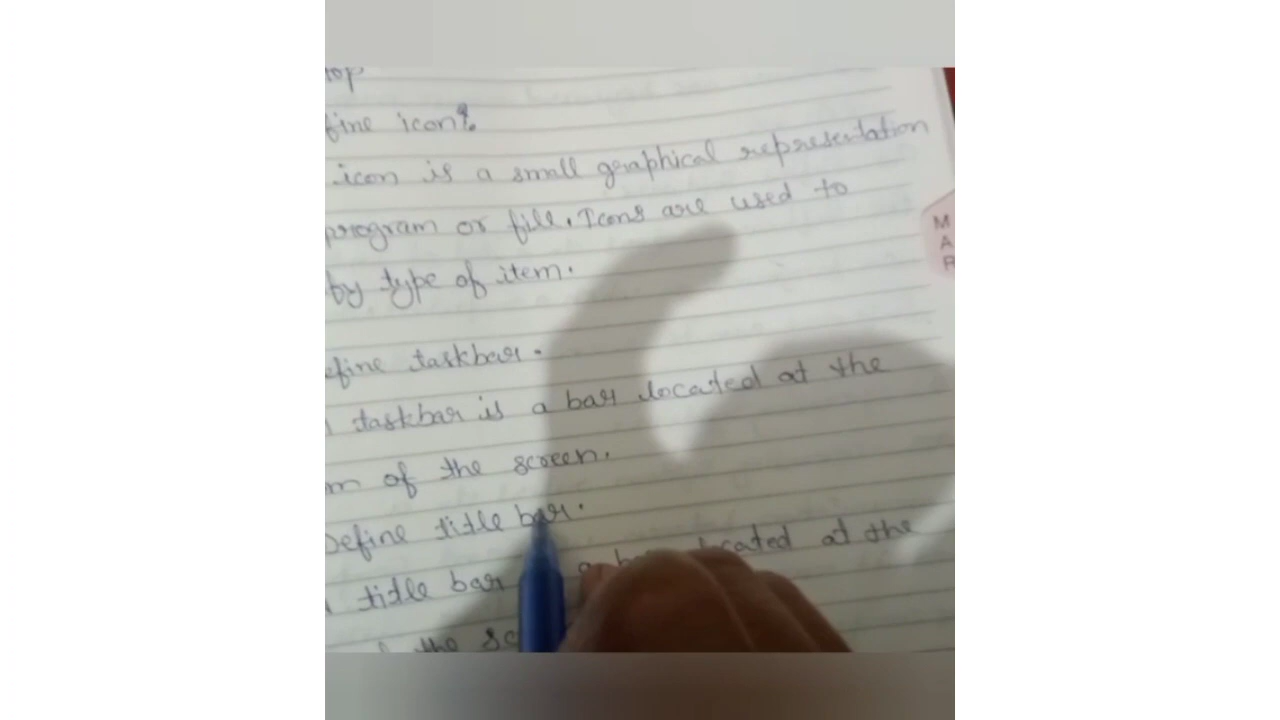 top
fine icon?
icon is a small graphical representation
program or file. Icons are used to
by type of item.
efine taskbar.
taskbar is a bar located at the
m of the screen.
Define title bar.
title bar a located at the
the
MAR